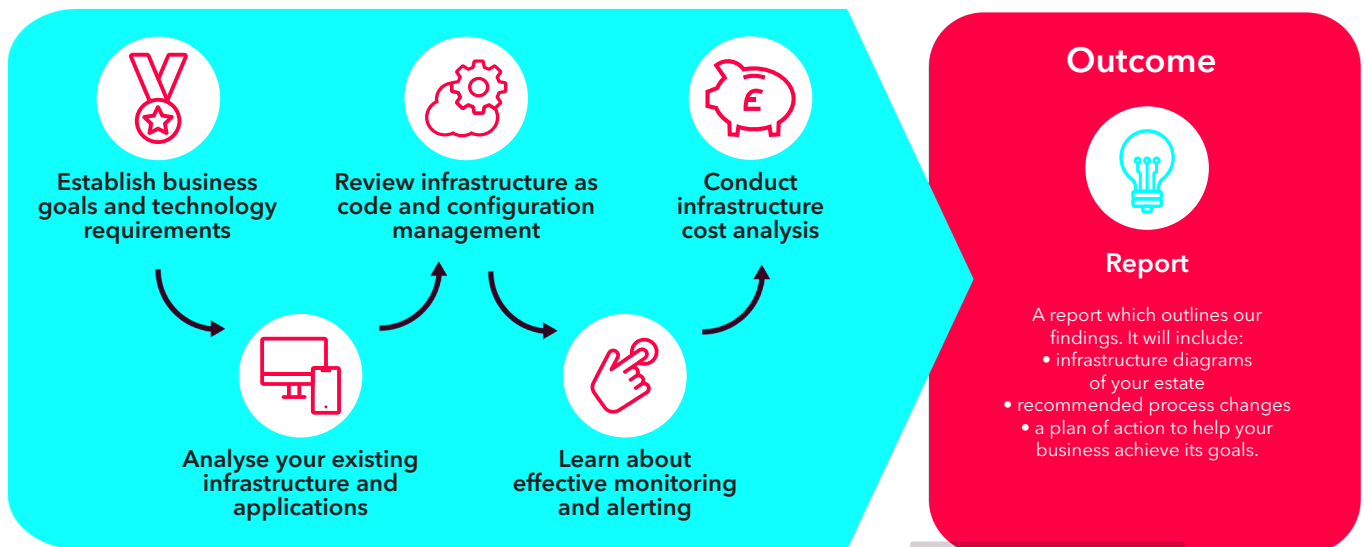 Establish business
goals and technology
requirements
Analyse your existing
infrastructure and
applications
Review infrastructure as
code and configuration
management
Learn about
effective monitoring
and alerting
£
Conduct
infrastructure
cost analysis
Outcome
Report
A report which outlines our
findings. It will include:
• infrastructure diagrams
of your estate
• recommended process changes
• a plan of action to help your
business achieve its goals.